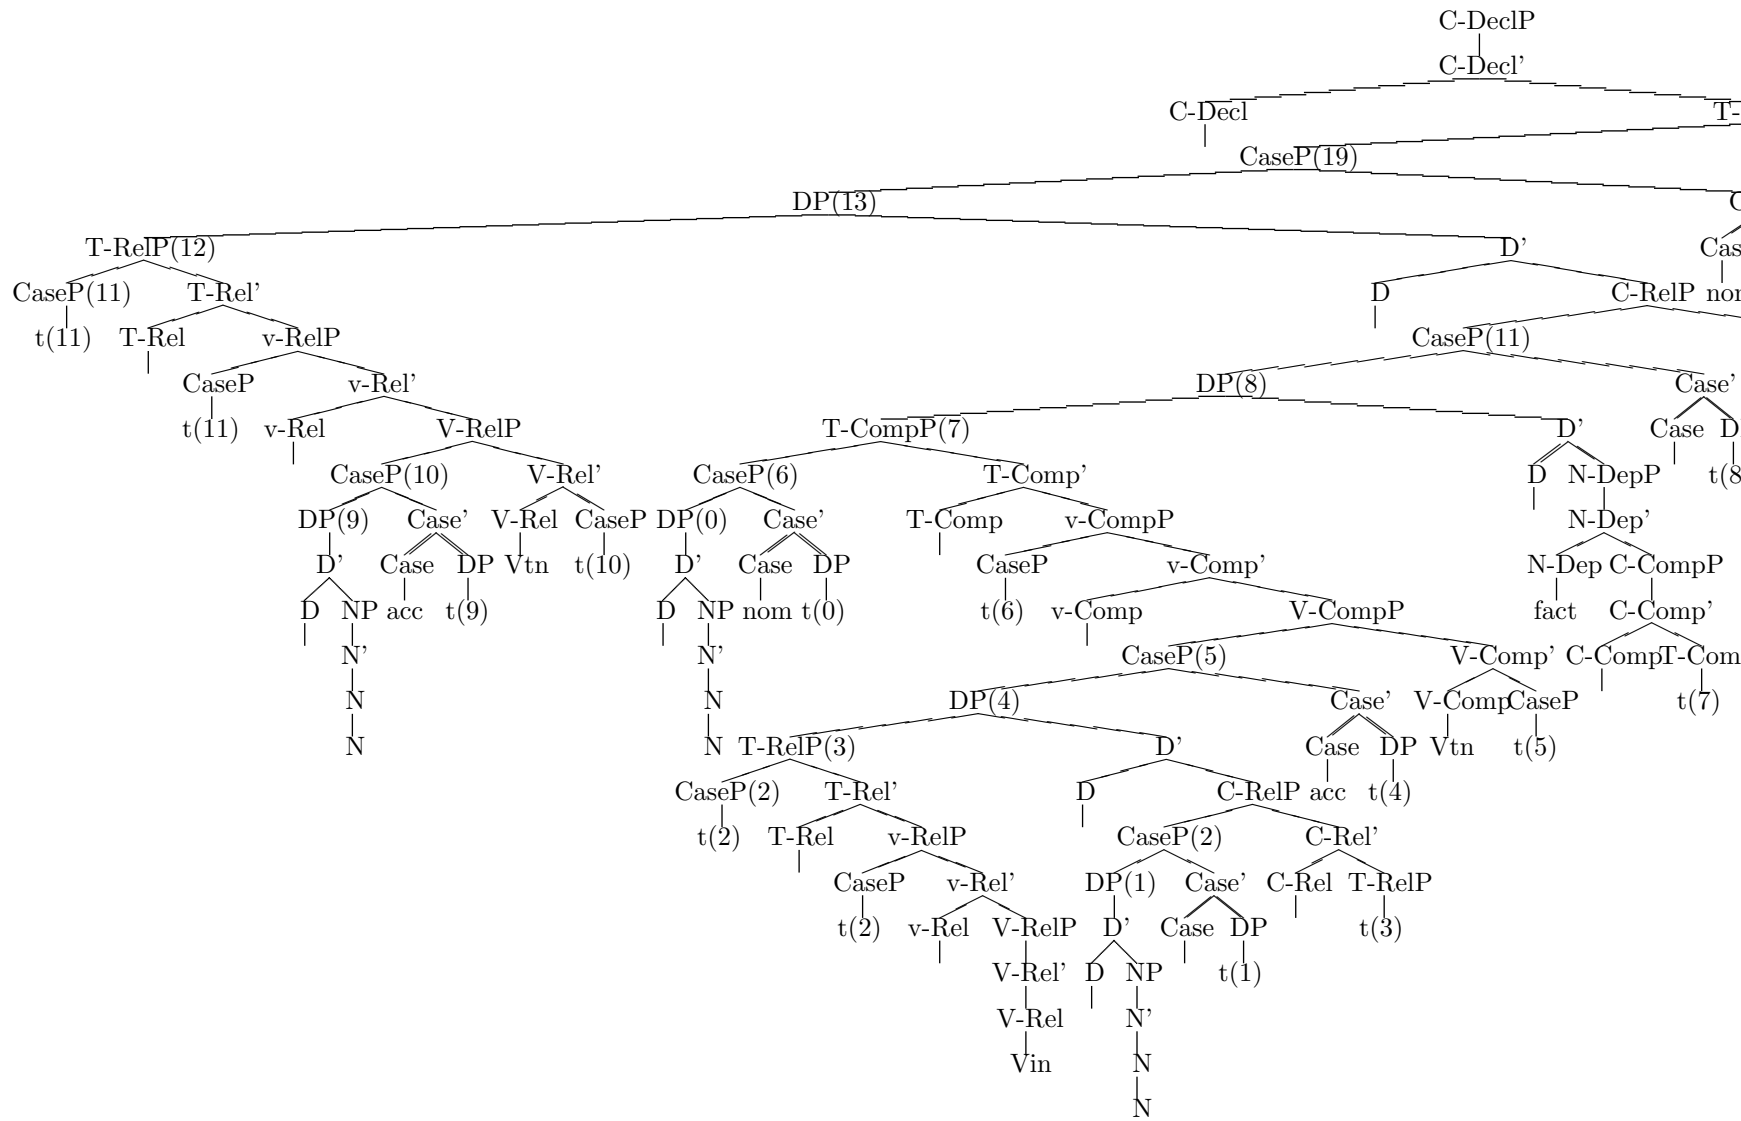 C-DeclP
C-Decl'
C-Decl T-
CaseP(19)
DP(13) C
T-RelP(12) D' Cas
CaseP(11) T-Rel' D C-RelP nor
t(11) T-Rel v-RelP CaseP(11)
CaseP v-Rel' DP(8) Case'
t(11) v-Rel V-RelP T-CompP(7) D' Case D
CaseP(10) V-Rel' CaseP(6) T-Comp' D N-DepP t(8
DP(9) Case' V-Rel CaseP DP(0) Case' T-Comp v-CompP N-Dep'
D' Case DP Vtn t(10) D' Case DP CaseP v-Comp' N-Dep C-CompP
D NP acc t(9) D NP nom t(0) t(6) v-Comp V-CompP fact C-Comp'
N' N' CaseP(5) V-Comp' C-Comp T-Com
N N DP(4) Case' V-Comp CaseP t(7)
N N T-RelP(3) D' Case DP Vtn t(5)
CaseP(2) T-Rel' D C-RelP acc t(4)
t(2) T-Rel v-RelP CaseP(2) C-Rel'
CaseP v-Rel' DP(1) Case' C-Rel T-RelP
t(2) v-Rel V-RelP D' Case DP t(3)
V-Rel' D NP t(1)
V-Rel N'
Vin N
N